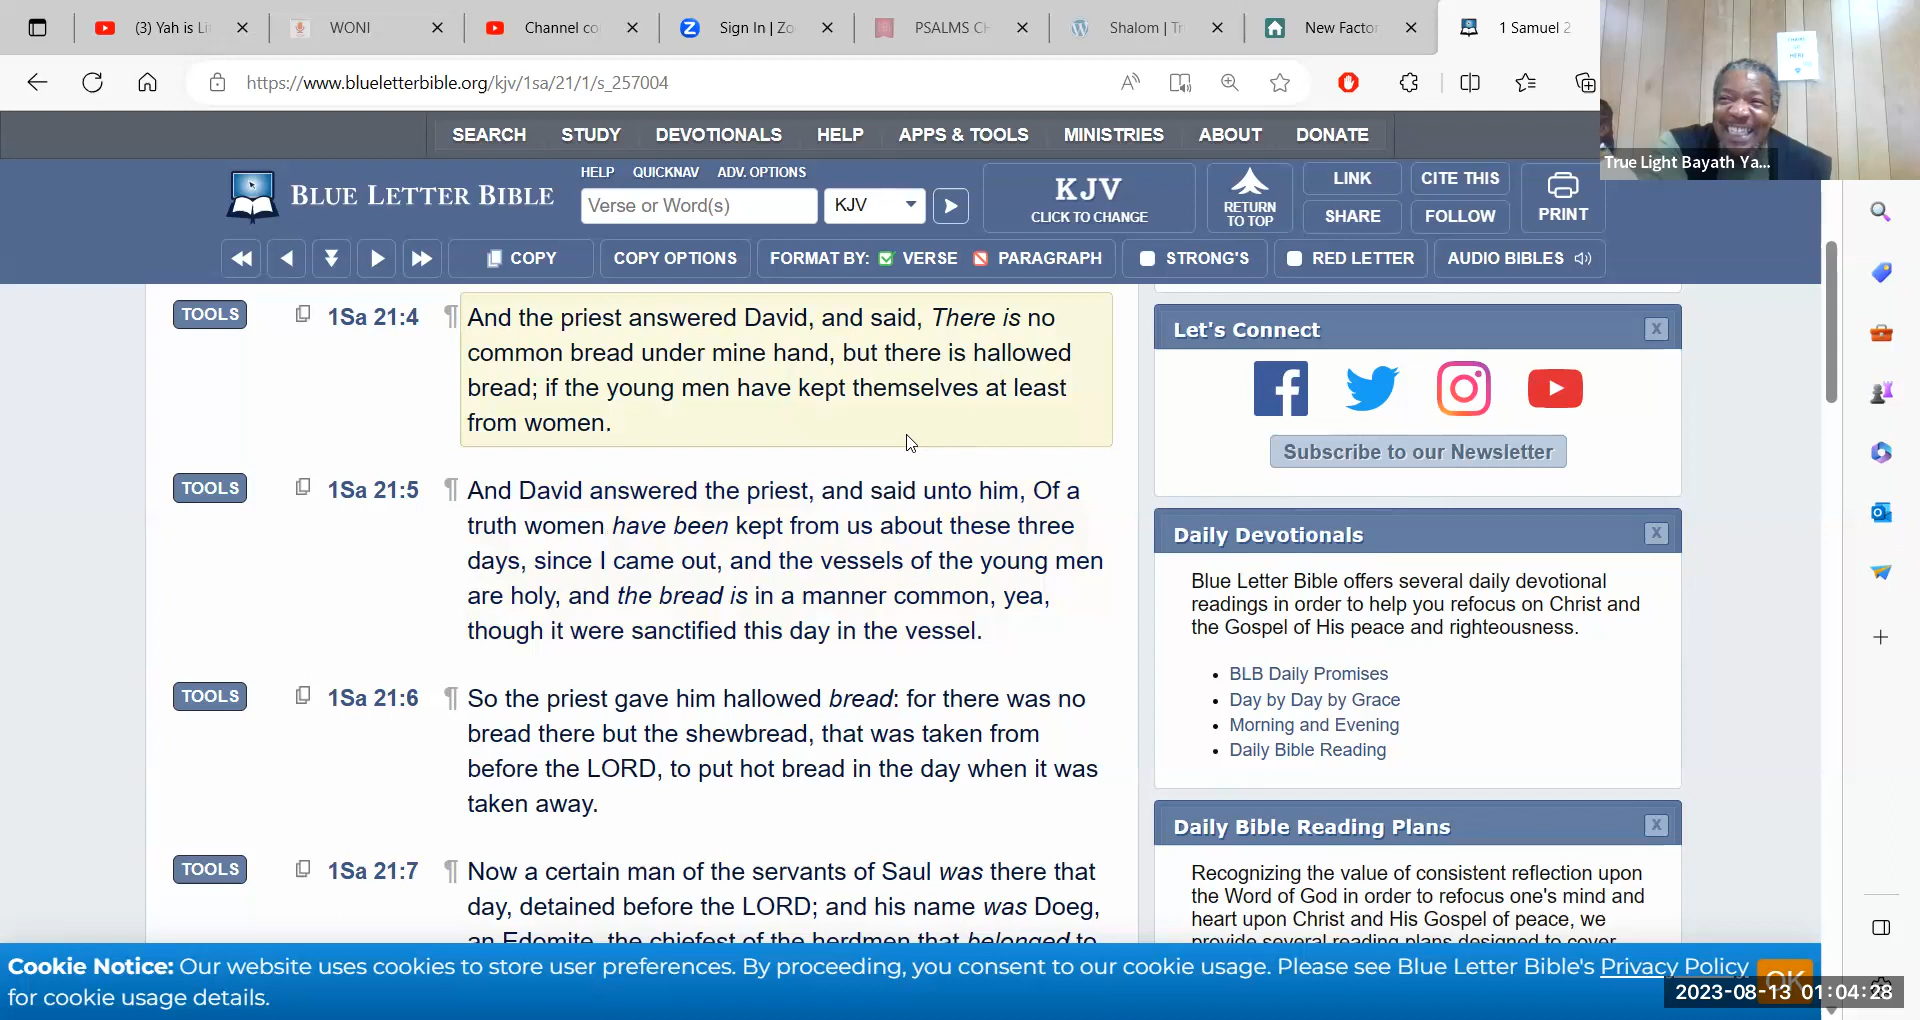 (3) Yah is Li
WONI
Channel co
Sign In | Zo
PSALMS CH
Shalom | Tr
New Factor
1 Samuel 2
https://www.blueletterbible.org/kjv/1sa/21/1/s_257004
True Light Bayath Ya...
SEARCH STUDY DEVOTIONALS HELP APPS & TOOLS MINISTRIES ABOUT DONATE
BLUE LETTER BIBLE
HELP QUICKNAV ADV. OPTIONS
Verse or Word(s) KJV
KJV
CLICK TO CHANGE
RETURN
TO TOP
LINK CITE THIS
SHARE FOLLOW
PRINT
COPY COPY OPTIONS FORMAT BY: VERSE PARAGRAPH STRONG'S RED LETTER AUDIO BIBLES
TOOLS 1Sa 21:4 ¶ And the priest answered David, and said, There is no
common bread under mine hand, but there is hallowed
bread; if the young men have kept themselves at least
from women.
TOOLS 1Sa 21:5 ¶ And David answered the priest, and said unto him, Of a
truth women have been kept from us about these three
days, since I came out, and the vessels of the young men
are holy, and the bread is in a manner common, yea,
though it were sanctified this day in the vessel.
TOOLS 1Sa 21:6 ¶ So the priest gave him hallowed bread: for there was no
bread there but the shewbread, that was taken from
before the LORD, to put hot bread in the day when it was
taken away.
TOOLS 1Sa 21:7 ¶ Now a certain man of the servants of Saul was there that
day, detained before the LORD; and his name was Doeg,
an Edomite, the chiefest of the herdmen that belonged to
Let's Connect X
Subscribe to our Newsletter
Daily Devotionals X
Blue Letter Bible offers several daily devotional
readings in order to help you refocus on Christ and
the Gospel of His peace and righteousness.
• BLB Daily Promises
• Day by Day by Grace
• Morning and Evening
• Daily Bible Reading
Daily Bible Reading Plans X
Recognizing the value of consistent reflection upon
the Word of God in order to refocus one's mind and
heart upon Christ and His Gospel of peace, we
provide several reading plans designed to cover
Cookie Notice: Our website uses cookies to store user preferences. By proceeding, you consent to our cookie usage. Please see Blue Letter Bible's Privacy Policy
for cookie usage details.
OK
2023-08-13 01:04:28